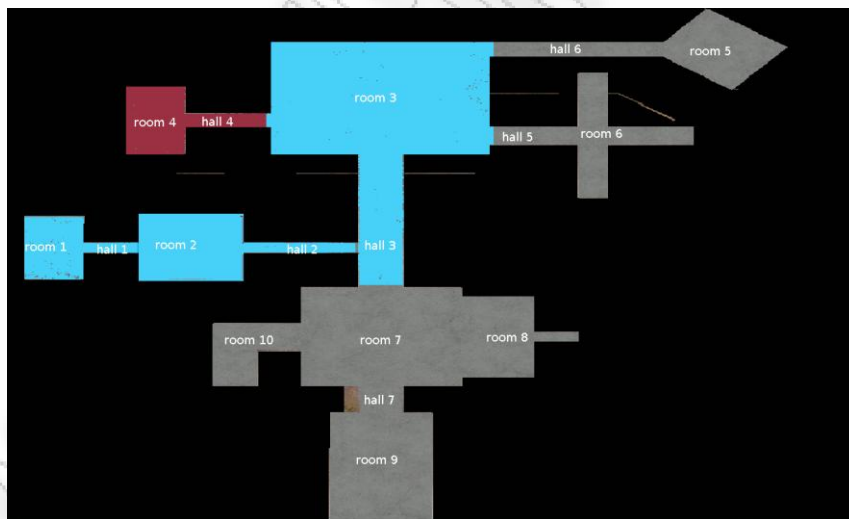 hall 6
room 5
room 3
room 4
hall 4
hall 5
room 6
room 1
hall 1
room 2
hall 2
hall 3
room 10
room 7
room 8
hall 7
room 9